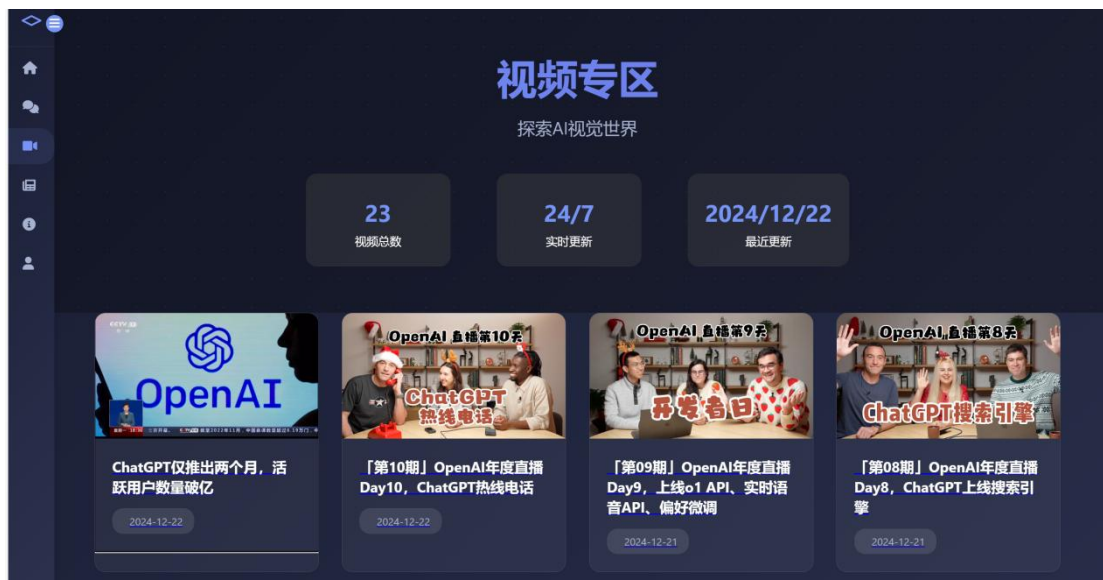 视频专区
探索AI视觉世界
23
视频总数
24/7
实时更新
2024/12/22
最近更新
OpenAI
ChatGPT仅推出两个月，活
跃用户数量破亿
2024-12-22
OpenAI 直播第10天
ChatGPT
热线电话
「第10期」OpenAI年度直播
Day10，ChatGPT热线电话
2024-12-22
OpenAI 直播第9天
开发者日
「第09期」OpenAI年度直播
Day9，上线o1 API、实时语
音API、偏好微调
2024-12-21
OpenAI 直播第8天
ChatGPT搜索引擎
「第08期」OpenAI年度直播
Day8，ChatGPT上线搜索引
擎
2024-12-21